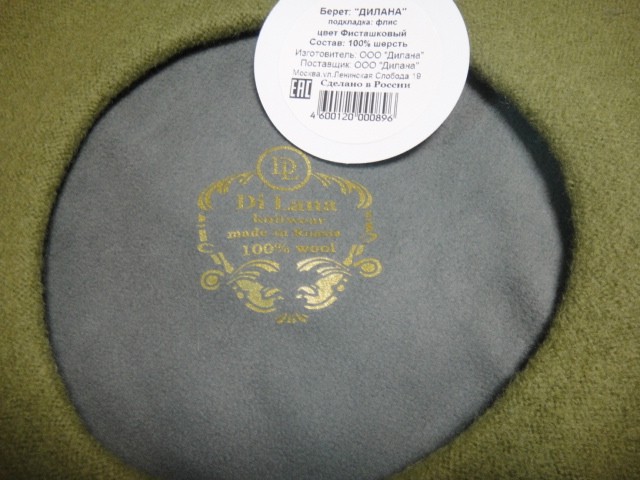 Берет: "ДИЛАНА"
подкладка: флис
цвет Фисташковый
Состав: 100% шерсть
Изготовитель: ООО "Дилана"
Поставщик: ООО "Дилана"
Москва,ул.Ленинская Слобода 19
EAC Сделано в России
4 600120 000896
DL
Di Lana
knitwear
made in Russia
100% wool